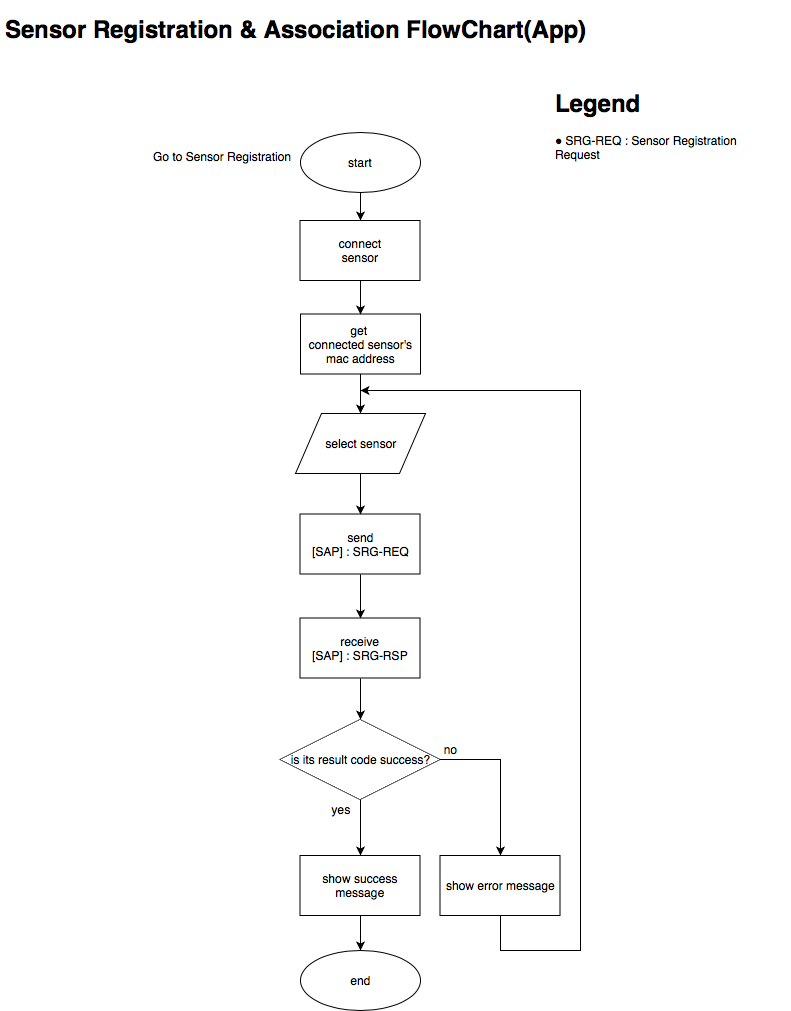 Sensor Registration & Association FlowChart(App)
Legend
● SRG-REQ : Sensor Registration
Request
Go to Sensor Registration
start
connect
sensor
get
connected sensor's
mac address
select sensor
send
[SAP] : SRG-REQ
receive
[SAP] : SRG-RSP
is its result code success?
no
yes
show success
message
show error message
end